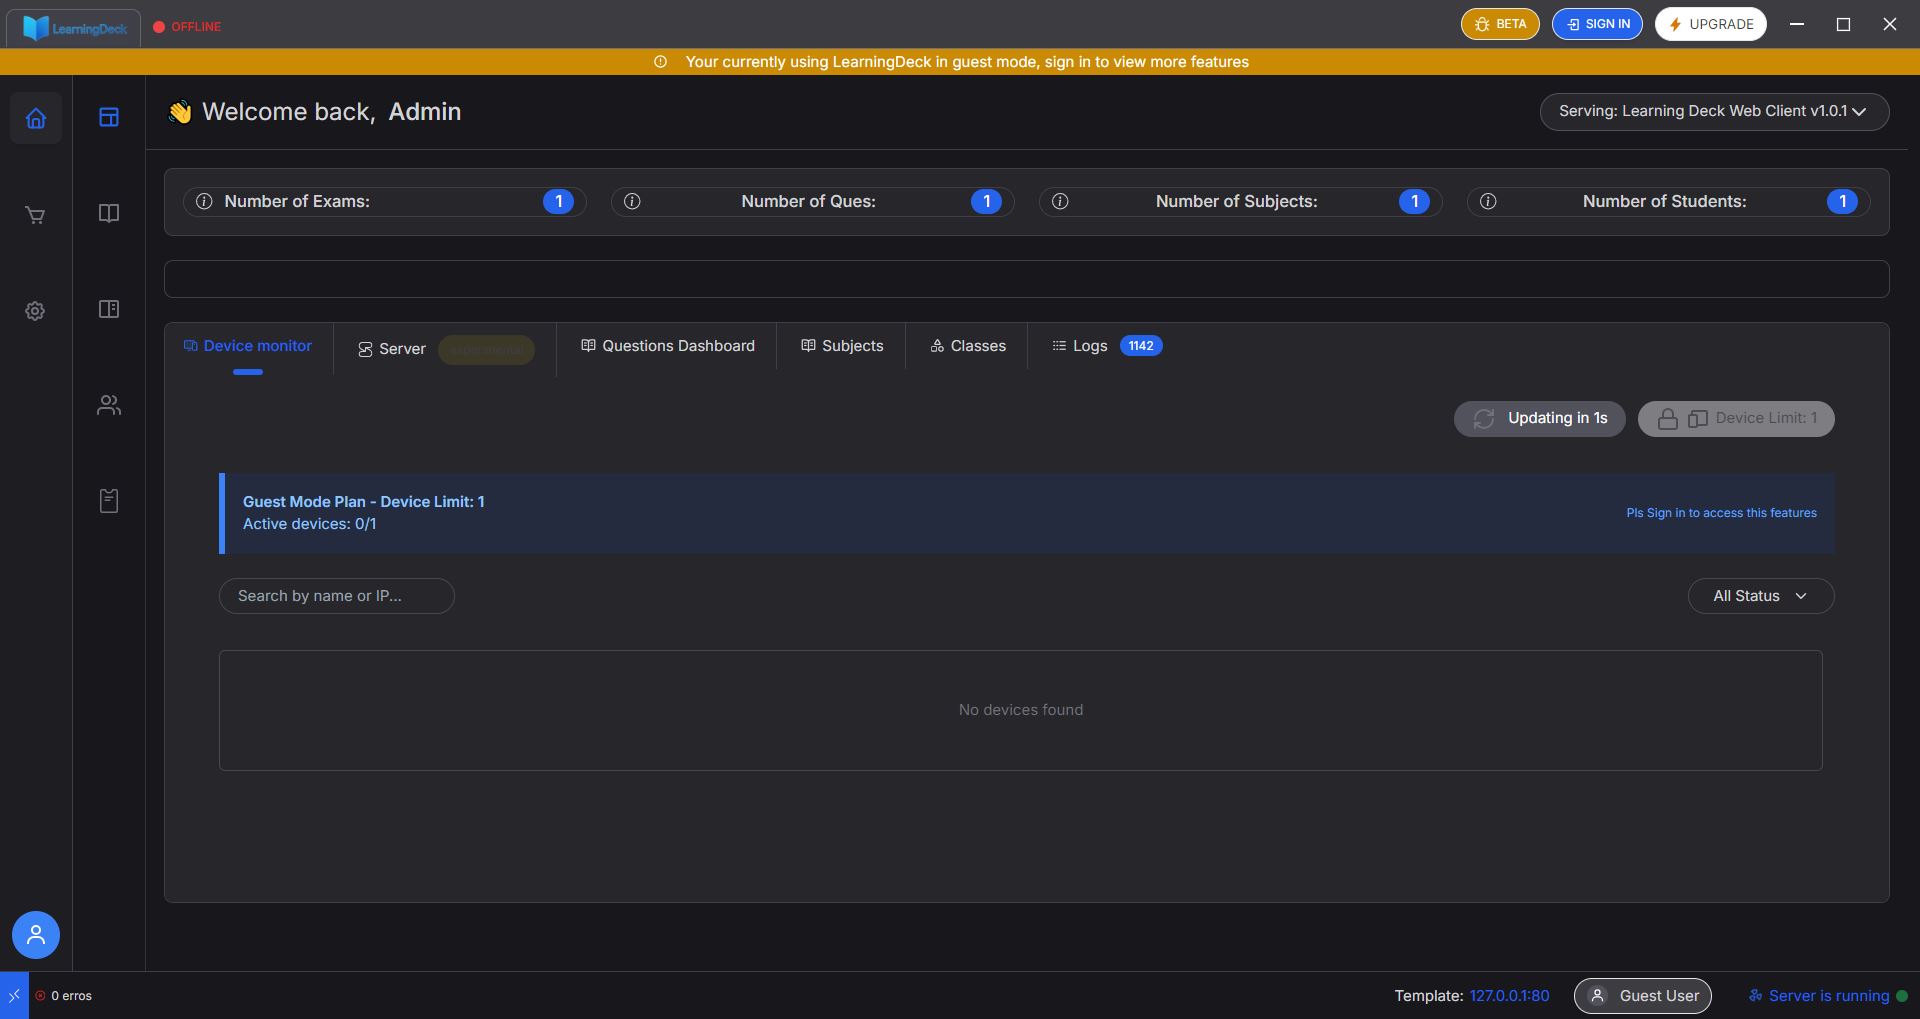 LearningDeck
OFFLINE
BETA
SIGN IN
UPGRADE
Your currently using LearningDeck in guest mode, sign in to view more features
Welcome back, Admin
Serving: Learning Deck Web Client v1.0.1
Number of Exams: 1
Number of Ques: 1
Number of Subjects: 1
Number of Students: 1
Device monitor
Server experimental
Questions Dashboard
Subjects
Classes
Logs 1142
Updating in 1s
Device Limit: 1
Guest Mode Plan - Device Limit: 1
Active devices: 0/1
Pls Sign in to access this features
Search by name or IP...
All Status
No devices found
0 erros
Template: 127.0.0.1:80
Guest User
Server is running